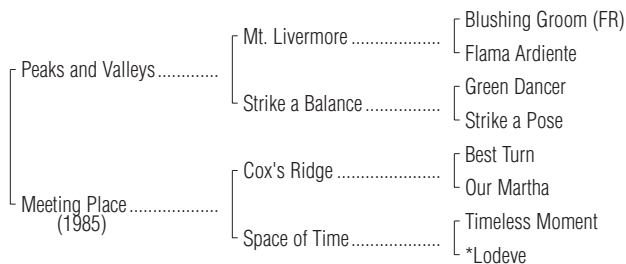 Blushing Groom (FR)
Mt. Livermore ...................
Flama Ardiente
Peaks and Valleys .............
Green Dancer
Strike a Balance ................
Strike a Pose
Best Turn
Cox's Ridge ......................
Our Martha
Meeting Place ...................
(1985)
Timeless Moment
Space of Time ...................
*Lodeve